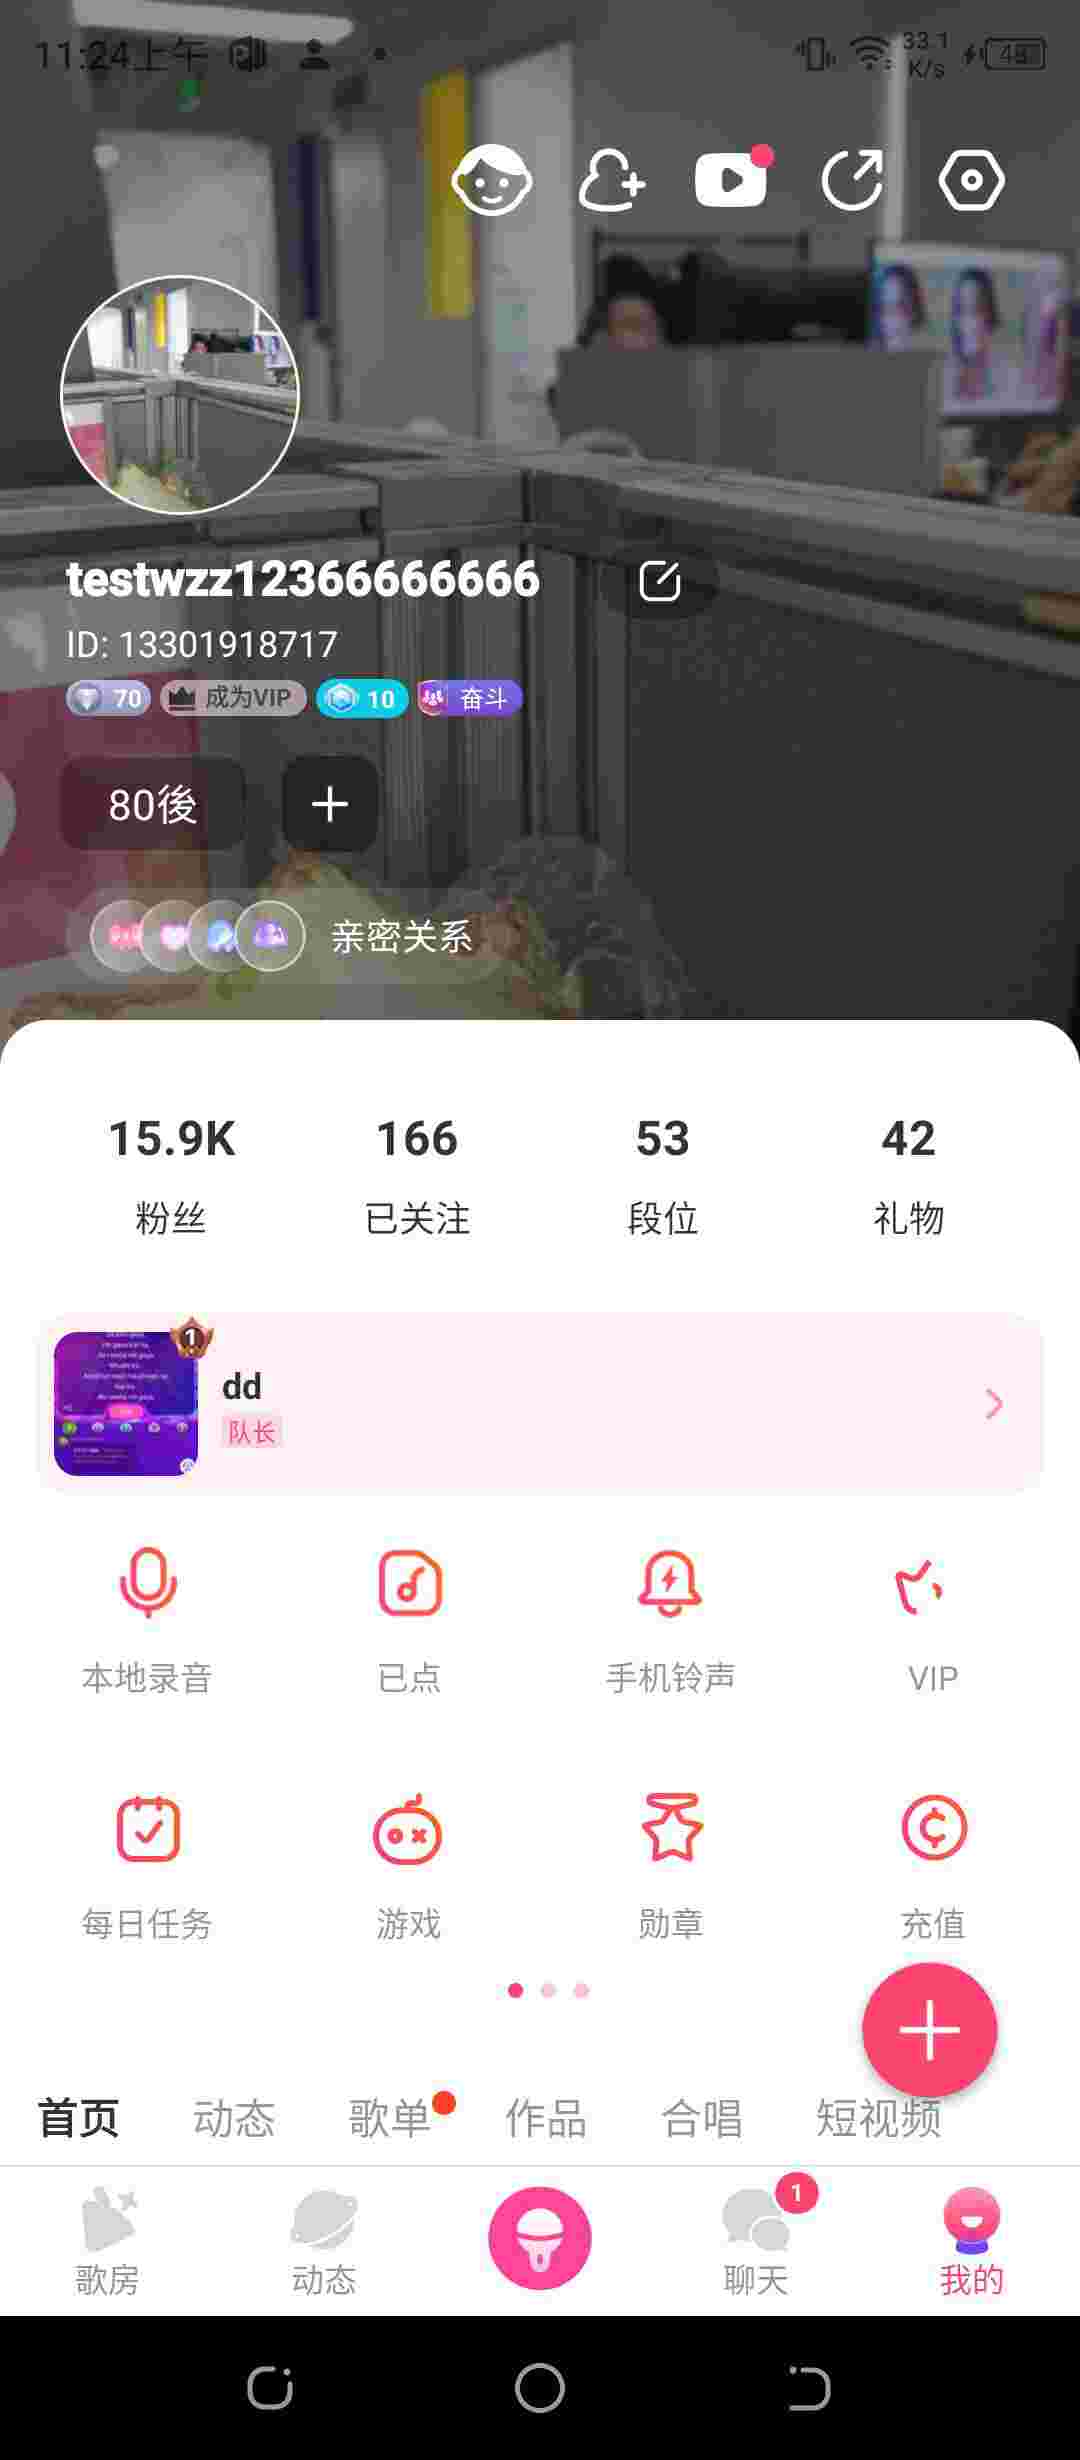 11:24上午
33.1
K/s
testwzz12366666666
ID: 13301918717
70 成为VIP 10 奋斗
80後
亲密关系
15.9K 166 53 42
粉丝 已关注 段位 礼物
1
dd
队长
本地录音 已点 手机铃声 VIP
每日任务 游戏 勋章 充值
首页 动态 歌单 作品 合唱 短视频
1
歌房 动态 聊天 我的